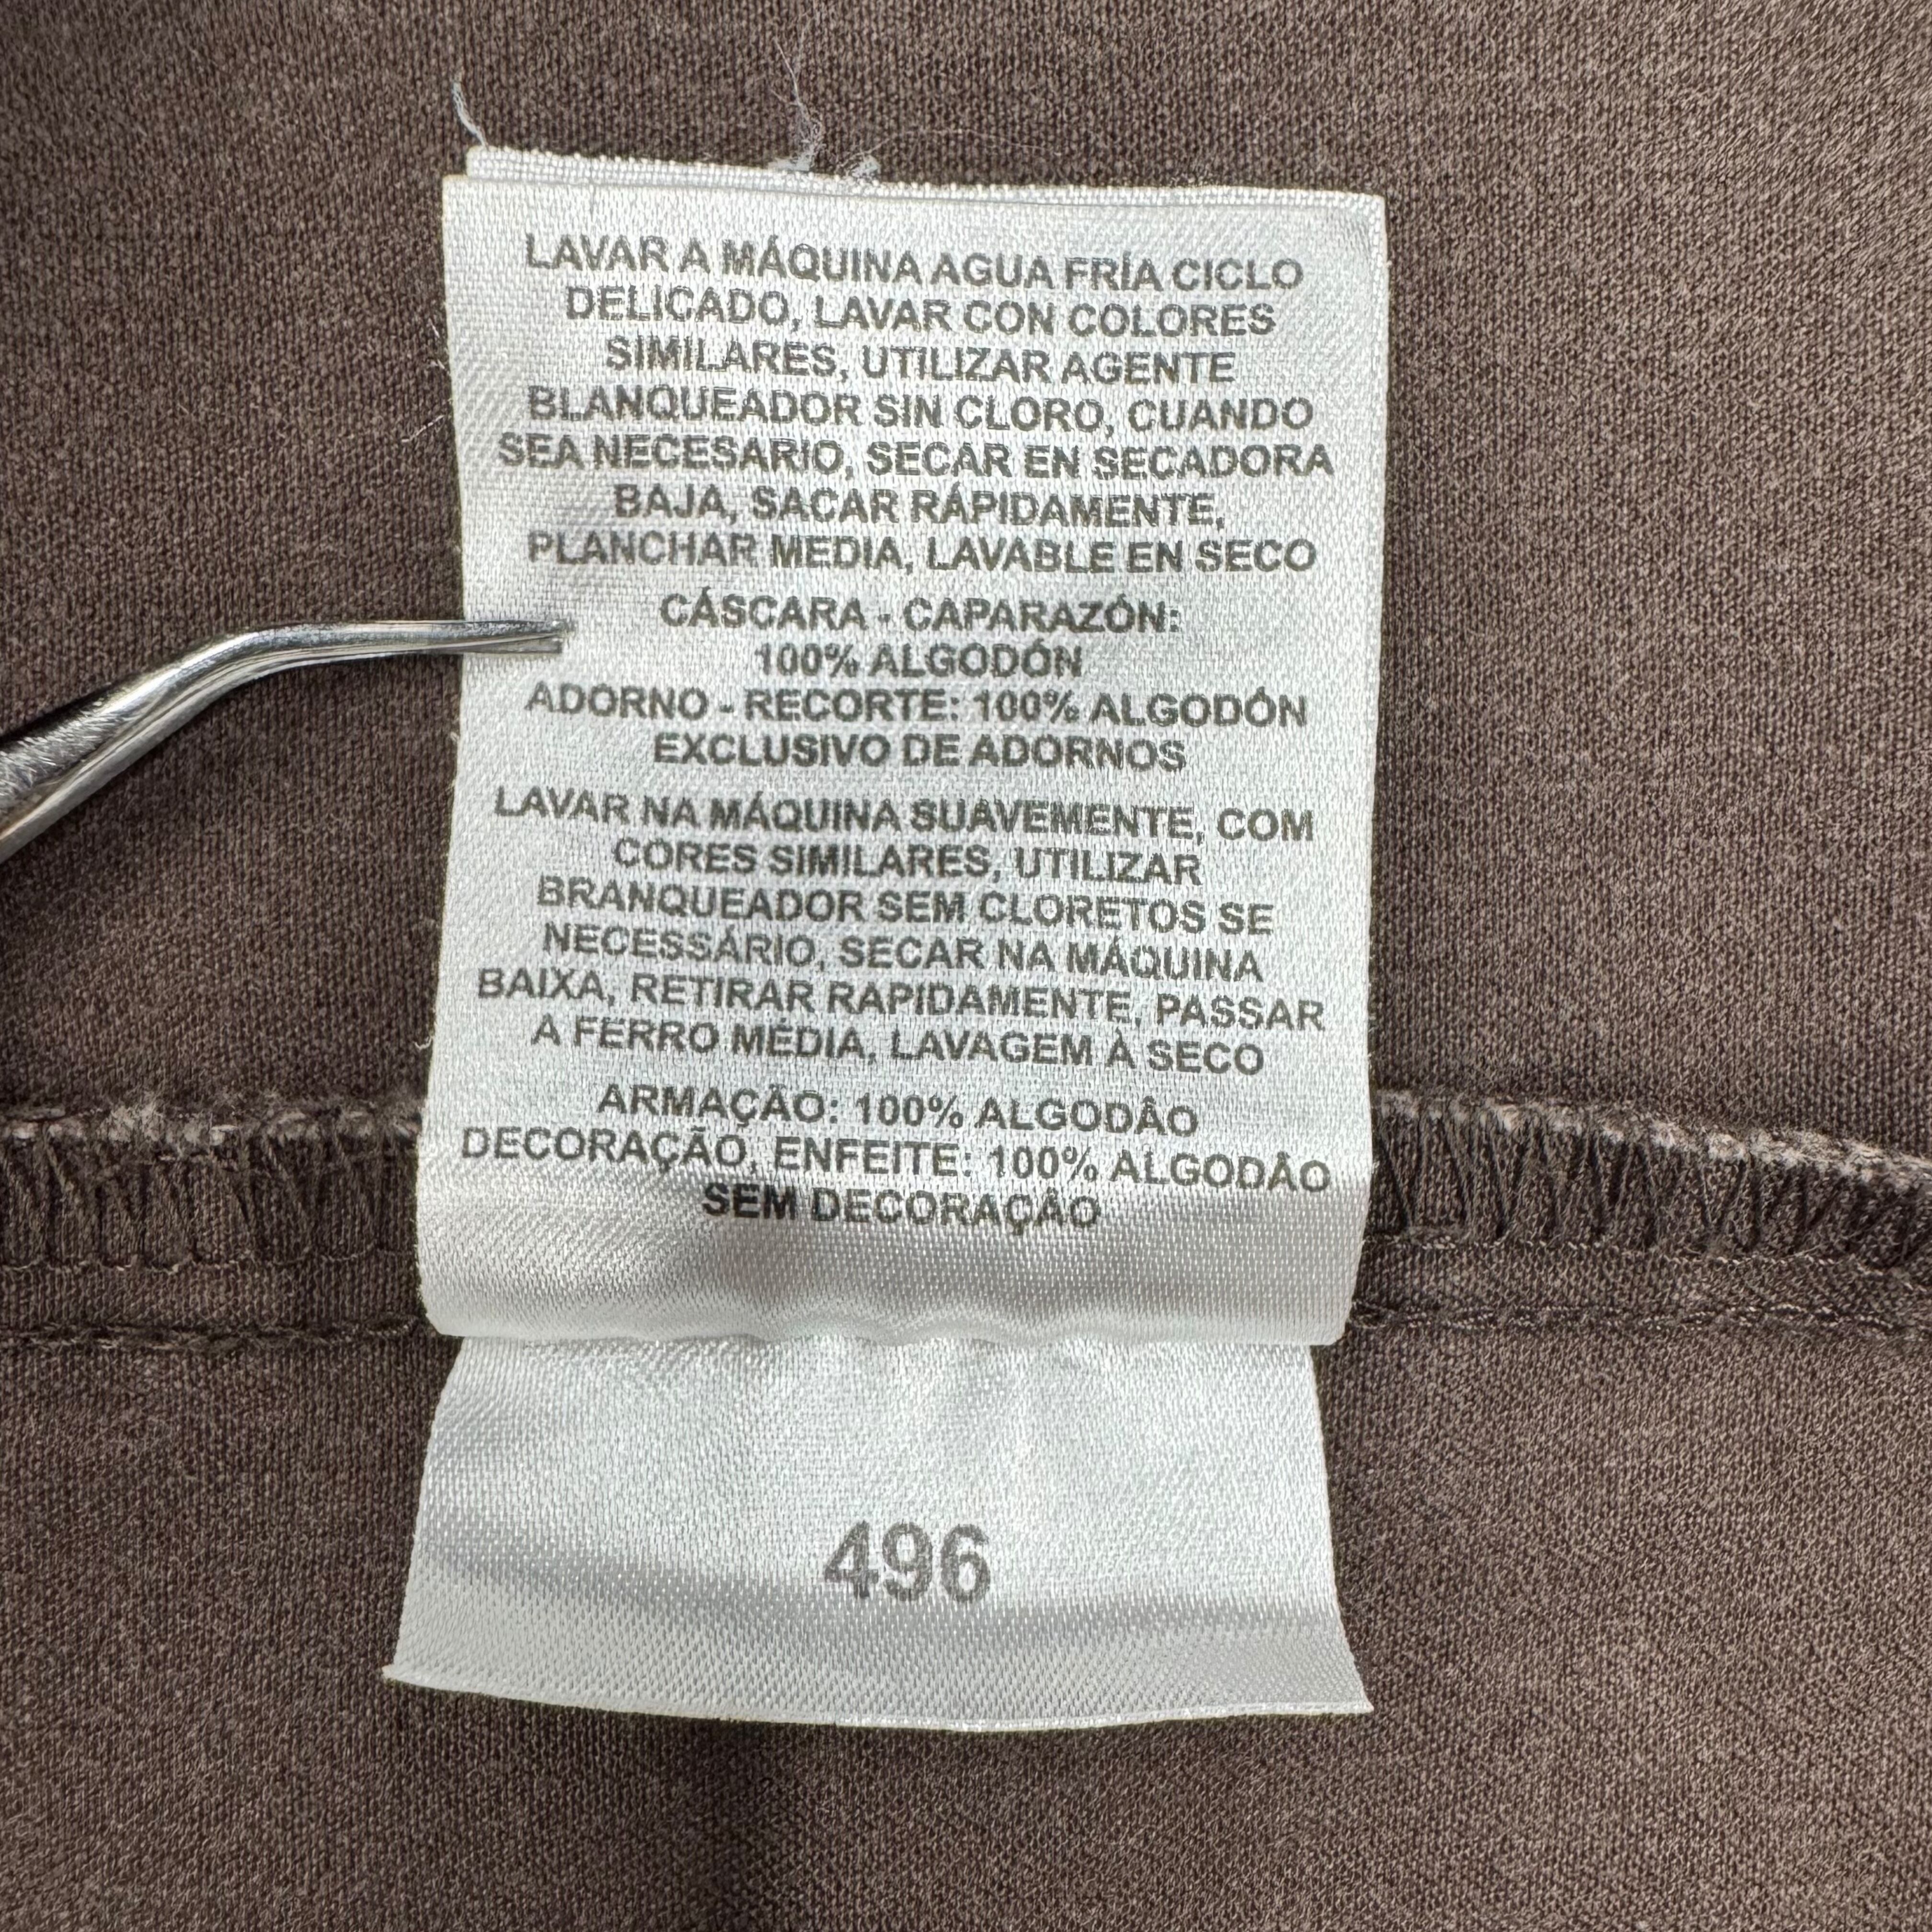 LAVAR A MÁQUINA AGUA FRÍA CICLO
DELICADO, LAVAR CON COLORES
SIMILARES, UTILIZAR AGENTE
BLANQUEADOR SIN CLORO, CUANDO
SEA NECESARIO, SECAR EN SECADORA
BAJA, SACAR RÁPIDAMENTE,
PLANCHAR MEDIA, LAVABLE EN SECO
CÁSCARA - CAPARAZÓN:
100% ALGODÓN
ADORNO - RECORTE: 100% ALGODÓN
EXCLUSIVO DE ADORNOS
LAVAR NA MÁQUINA SUAVEMENTE, COM
CORES SIMILARES, UTILIZAR
BRANQUEADOR SEM CLORETOS SE
NECESSÁRIO, SECAR NA MÁQUINA
BAIXA, RETIRAR RAPIDAMENTE, PASSAR
A FERRO MÉDIA, LAVAGEM À SECO
ARMAÇÃO: 100% ALGODÂO
DECORAÇÃO, ENFEITE: 100% ALGODÂO
SEM DECORAÇÂO
496